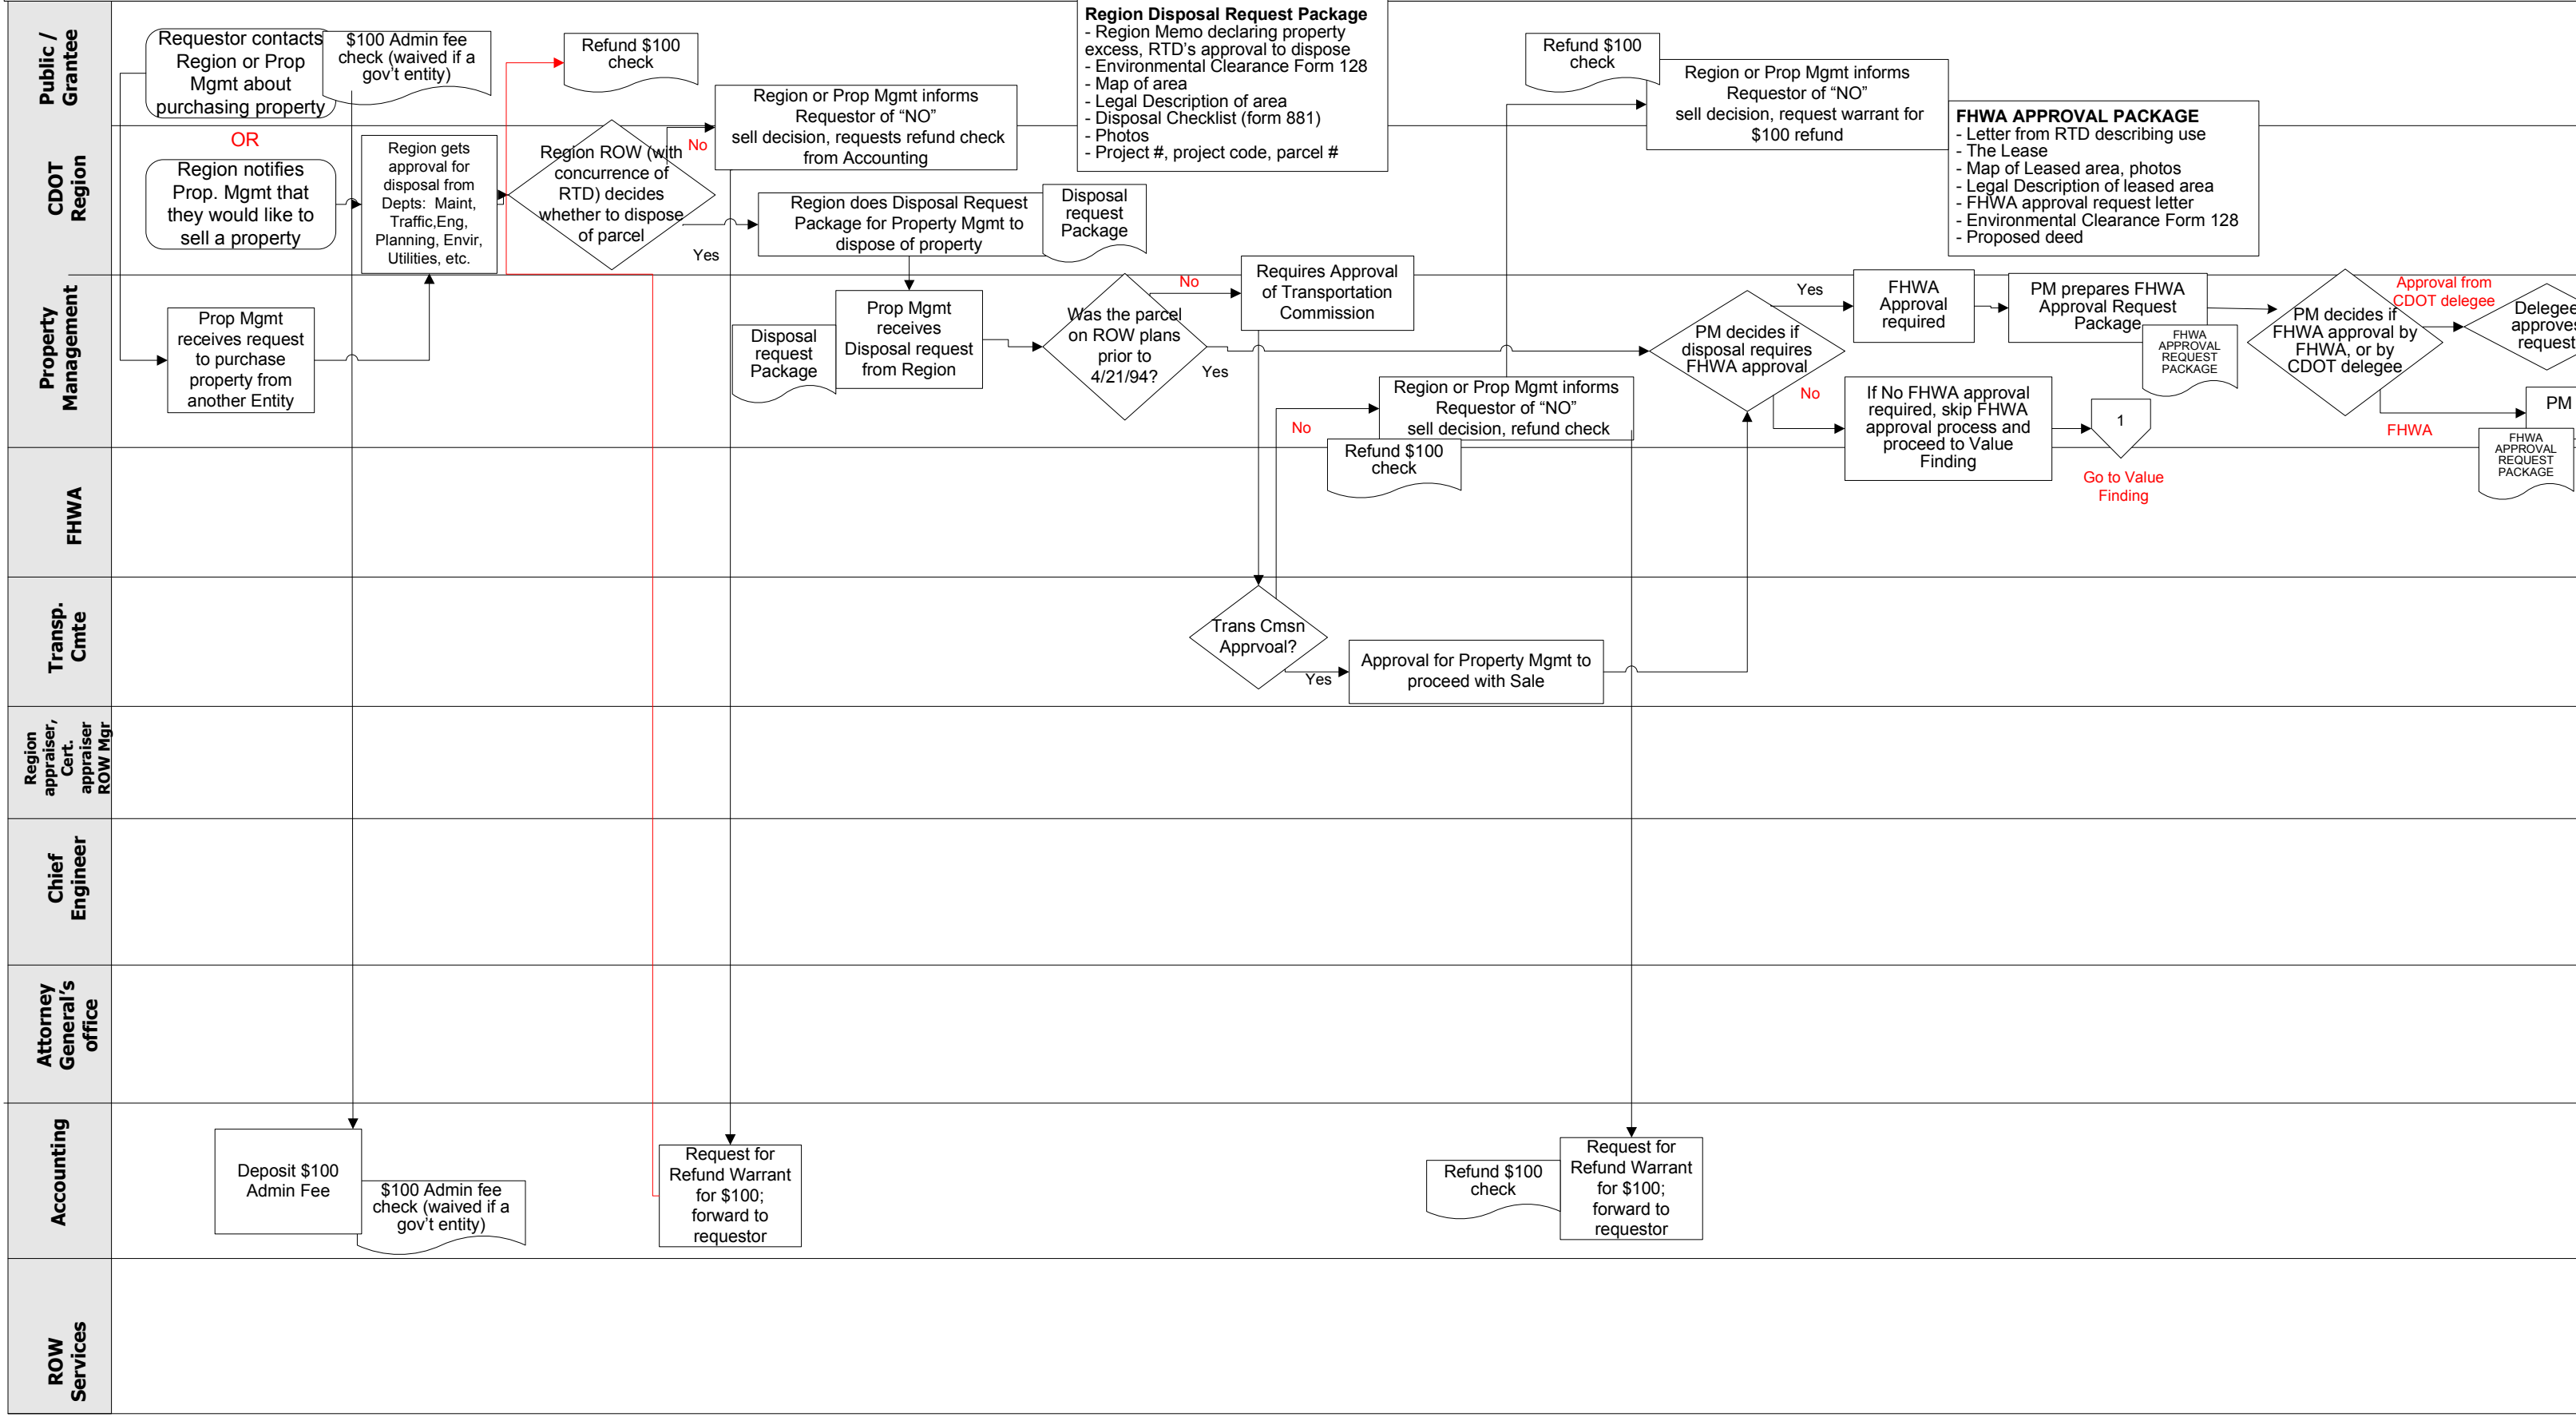 Public /
Grantee
Requestor contacts
Region or Prop
Mgmt about
purchasing property
$100 Admin fee
check (waived if a
gov't entity)
Refund $100
check
Region or Prop Mgmt informs
Requestor of “NO”
sell decision, requests refund check
from Accounting
Region Disposal Request Package
- Region Memo declaring property
excess, RTD's approval to dispose
- Environmental Clearance Form 128
- Map of area
- Legal Description of area
- Disposal Checklist (form 881)
- Photos
- Project #, project code, parcel #
Refund $100
check
Region or Prop Mgmt informs
Requestor of “NO”
sell decision, request warrant for
$100 refund
FHWA APPROVAL PACKAGE
- Letter from RTD describing use
- The Lease
- Map of Leased area, photos
- Legal Description of leased area
- FHWA approval request letter
- Environmental Clearance Form 128
- Proposed deed
CDOT
Region
OR
Region notifies
Prop. Mgmt that
they would like to
sell a property
Region gets
approval for
disposal from
Depts: Maint,
Traffic,Eng,
Planning, Envir,
Utilities, etc.
Region ROW (with
concurrence of
RTD) decides
whether to dispose
of parcel
No
Yes
Region does Disposal Request
Package for Property Mgmt to
dispose of property
Disposal
request
Package
Property
Management
Prop Mgmt
receives request
to purchase
property from
another Entity
Disposal
request
Package
Prop Mgmt
receives
Disposal request
from Region
Was the parcel
on ROW plans
prior to
4/21/94?
No
Yes
Requires Approval
of Transportation
Commission
Region or Prop Mgmt informs
Requestor of “NO”
sell decision, refund check
No
Refund $100
check
PM decides if
disposal requires
FHWA approval
Yes
No
FHWA
Approval
required
PM prepares FHWA
Approval Request
Package
FHWA
APPROVAL
REQUEST
PACKAGE
If No FHWA approval
required, skip FHWA
approval process and
proceed to Value
Finding
1
Go to Value
Finding
PM decides if
FHWA approval by
FHWA, or by
CDOT delegee
Approval from
CDOT delegee
Delegee
approves
request
FHWA
PM
FHWA
APPROVAL
REQUEST
PACKAGE
FHWA
Transp.
Cmte
Trans Cmsn
Apprvoal?
Yes
Approval for Property Mgmt to
proceed with Sale
Region
appraiser,
Cert.
appraiser
ROW Mgr
Chief
Engineer
Attorney
General's
office
Accounting
Deposit $100
Admin Fee
$100 Admin fee
check (waived if a
gov't entity)
Request for
Refund Warrant
for $100;
forward to
requestor
Refund $100
check
Request for
Refund Warrant
for $100;
forward to
requestor
ROW
Services